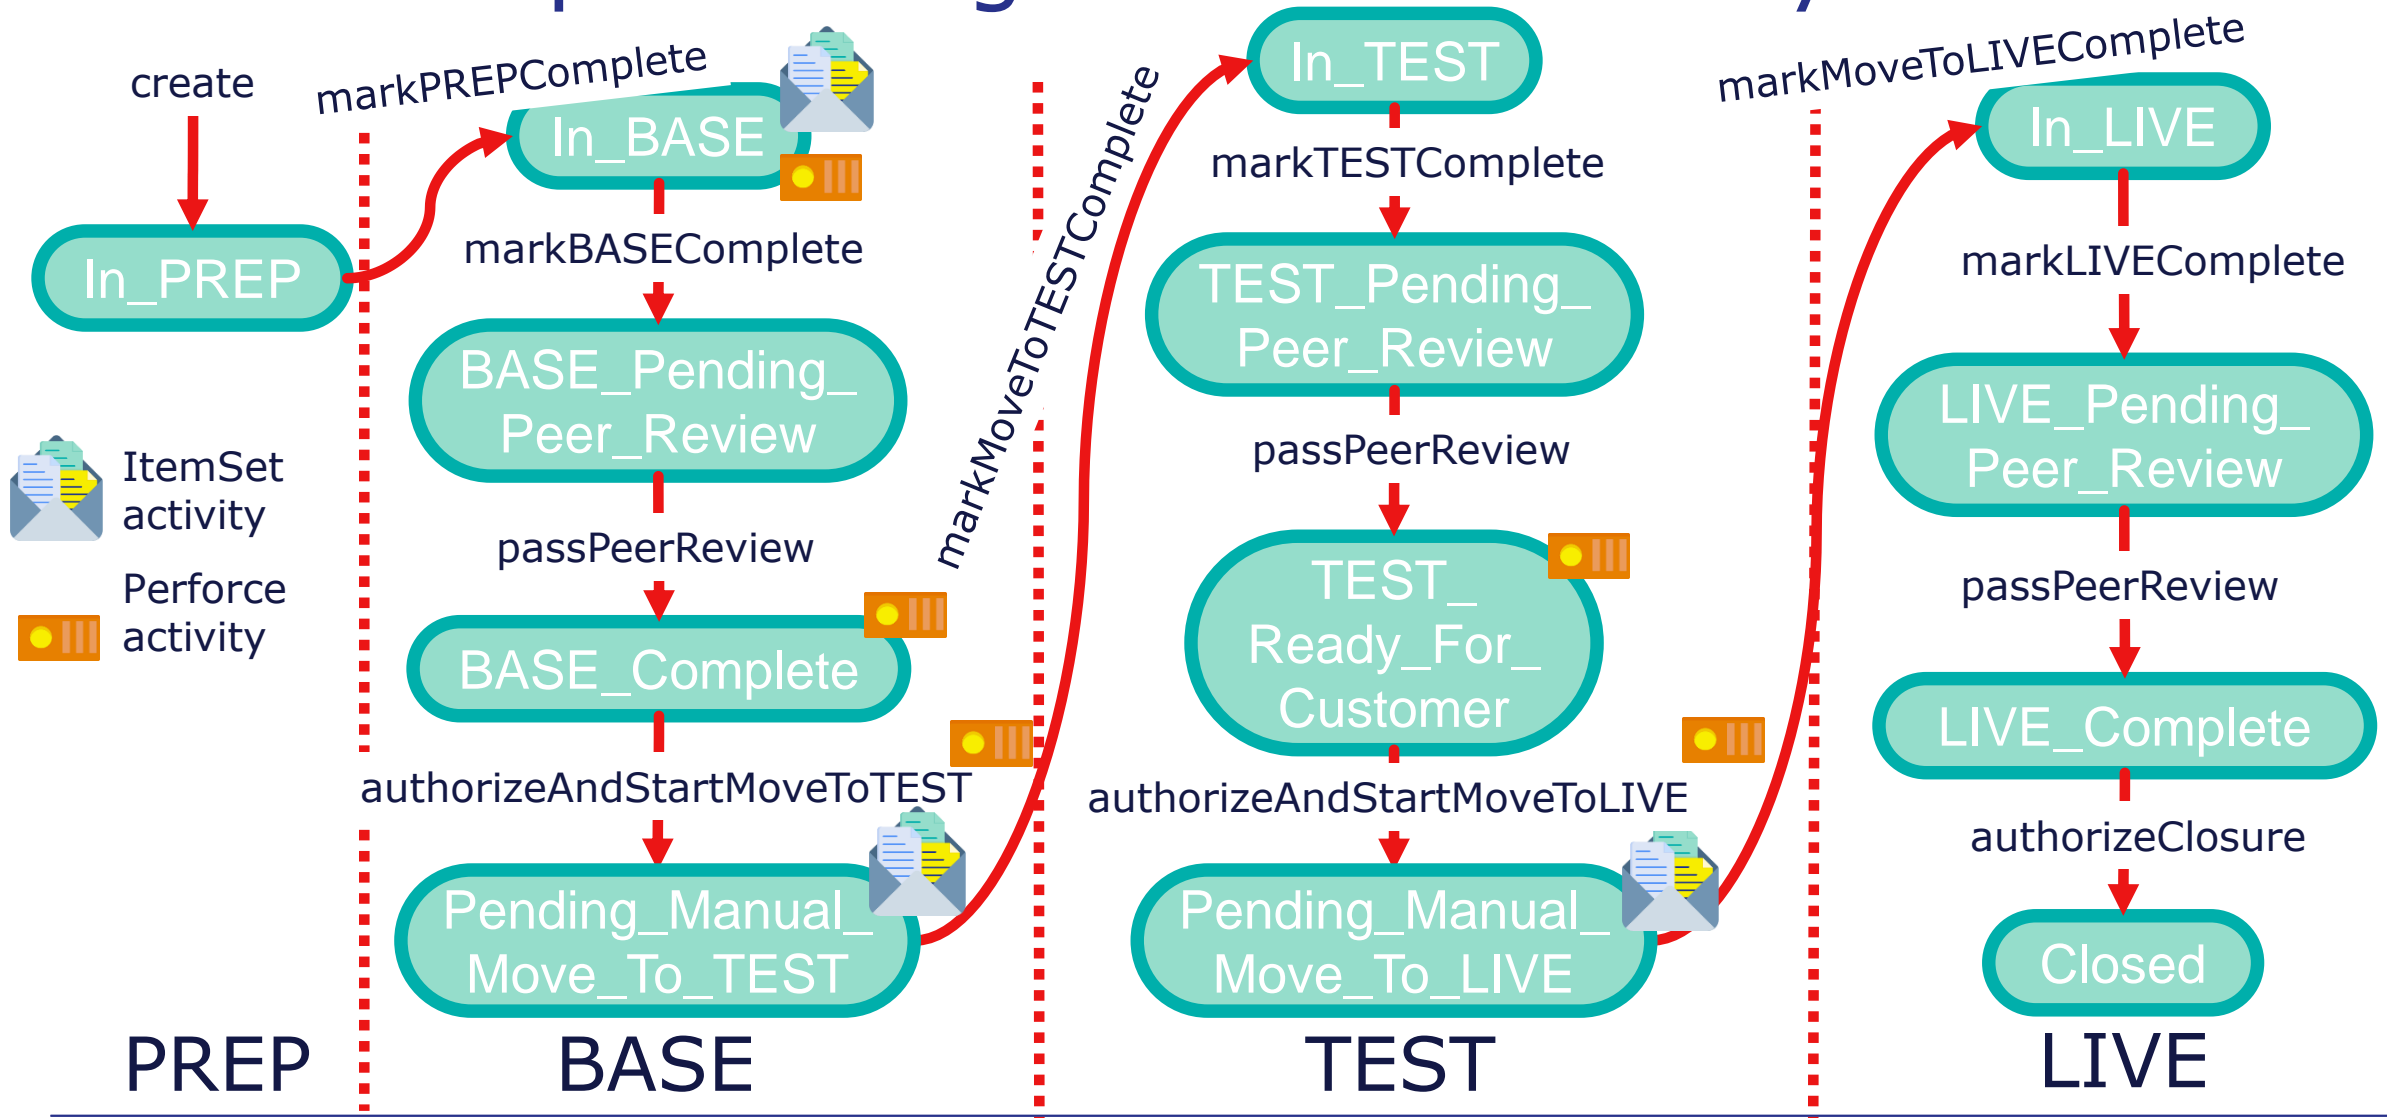 create
In_PREP
ItemSet
activity
Perforce
activity
PREP
markPREPComplete
In_BASE
markBASEComplete
BASE_Pending_
Peer_Review
passPeerReview
BASE_Complete
authorizeAndStartMoveToTEST
Pending_Manual_
Move_To_TEST
BASE
markMoveToTESTComplete
In_TEST
markTESTComplete
TEST_Pending_
Peer_Review
passPeerReview
TEST_
Ready_For_
Customer
authorizeAndStartMoveToLIVE
Pending_Manual_
Move_To_LIVE
TEST
markMoveToLIVEComplete
In_LIVE
markLIVEComplete
LIVE_Pending_
Peer_Review
passPeerReview
LIVE_Complete
authorizeClosure
Closed
LIVE